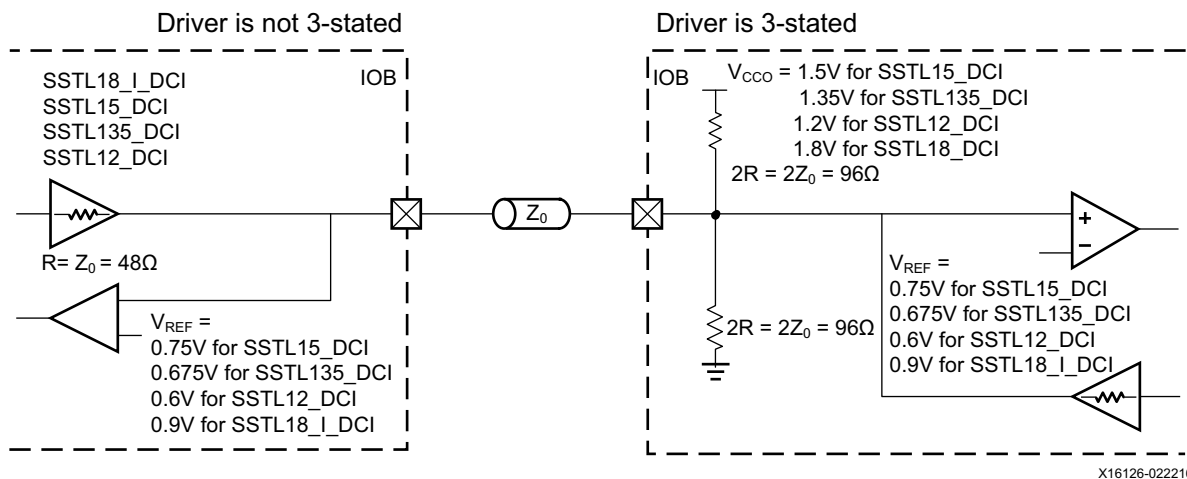 Driver is not 3-stated
Driver is 3-stated
SSTL18_I_DCI
SSTL15_DCI
SSTL135_DCI
SSTL12_DCI
IOB
R= Z0 = 48Ω
VREF =
0.75V for SSTL15_DCI
0.675V for SSTL135_DCI
0.6V for SSTL12_DCI
0.9V for SSTL18_I_DCI
Z0
IOB
VCCO = 1.5V for SSTL15_DCI
1.35V for SSTL135_DCI
1.2V for SSTL12_DCI
1.8V for SSTL18_DCI
2R = 2Z0 = 96Ω
+
−
2R = 2Z0 = 96Ω
VREF =
0.75V for SSTL15_DCI
0.675V for SSTL135_DCI
0.6V for SSTL12_DCI
0.9V for SSTL18_I_DCI